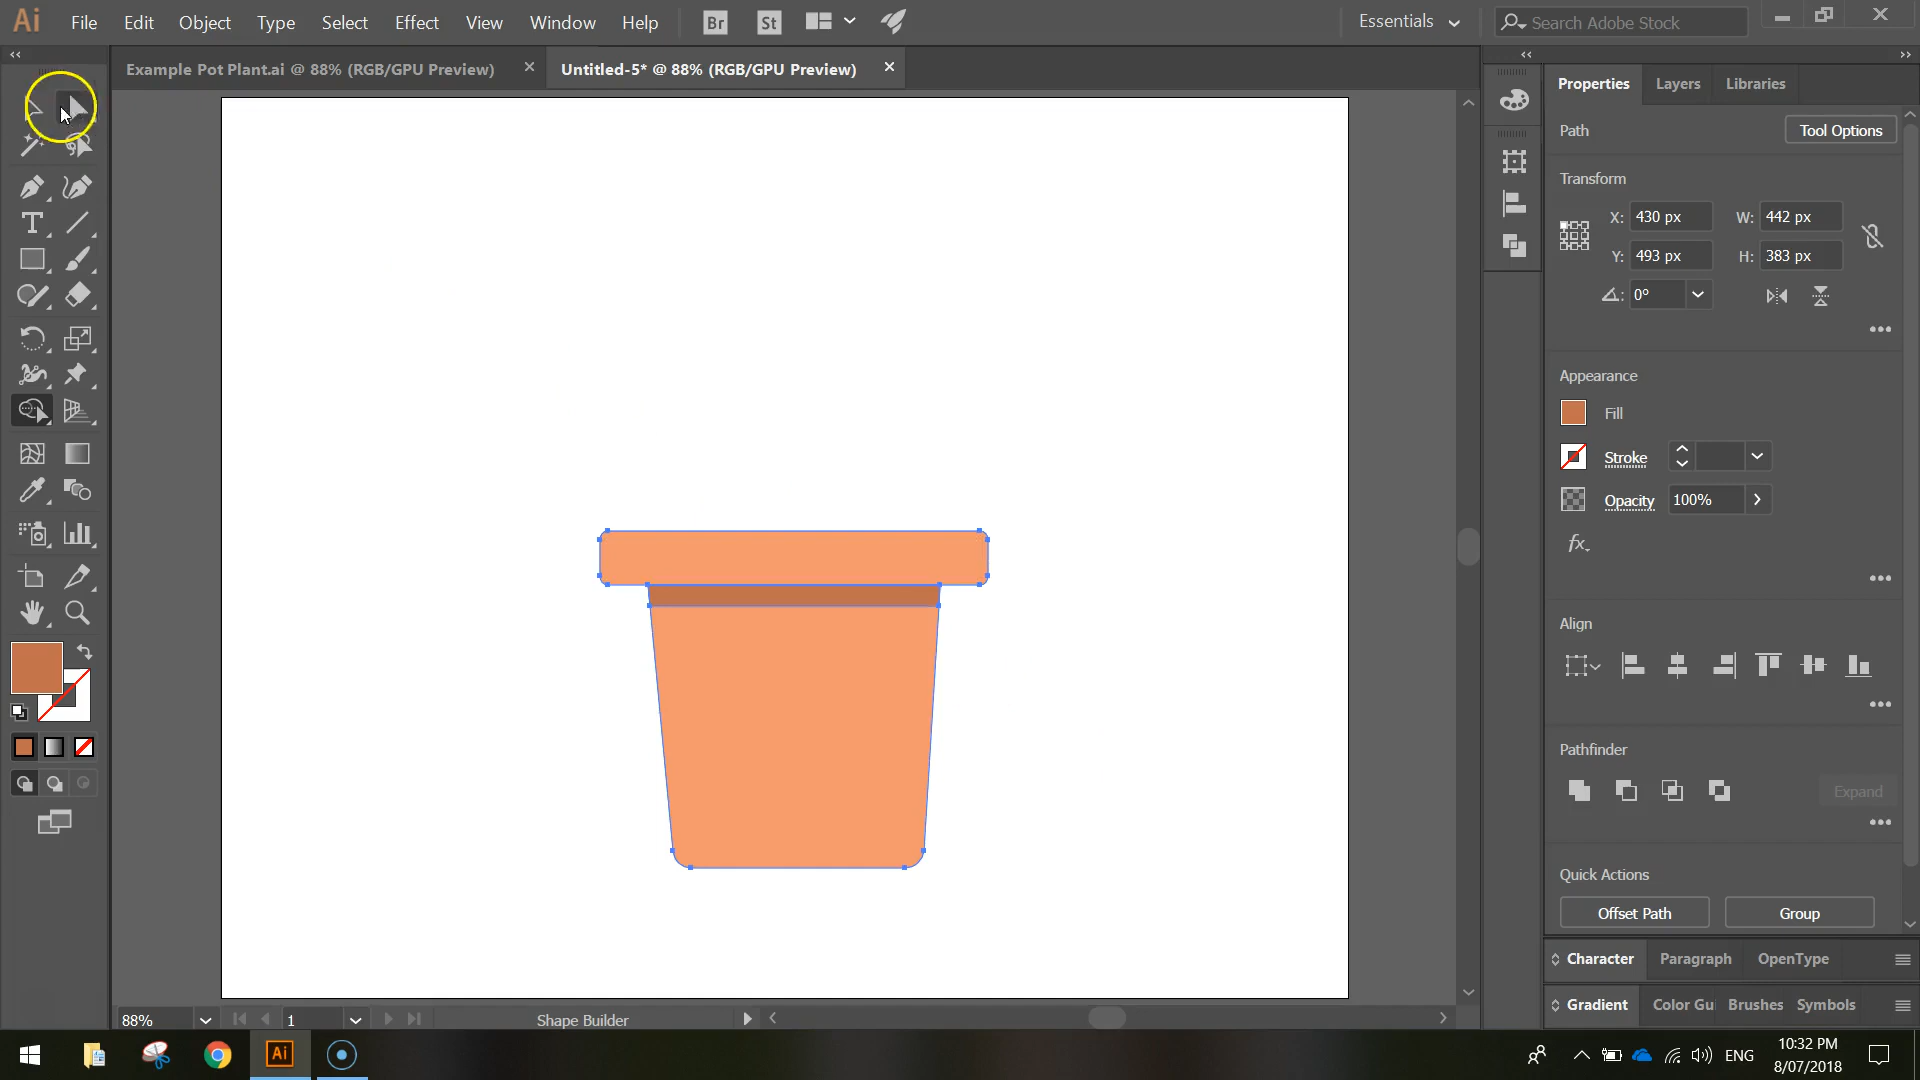 Ai File Edit Object Type Select Effect View Window Help Br St Essentials Search Adobe Stock
Example Pot Plant.ai @ 88% (RGB/GPU Preview) Untitled-5* @ 88% (RGB/GPU Preview)
Properties Layers Libraries
Path Tool Options
Transform
X: 430 px W: 442 px
Y: 493 px H: 383 px
0°
Appearance
Fill
Stroke
Opacity 100%
fx
Align
Pathfinder
Expand
Quick Actions
Offset Path Group
Character Paragraph OpenType
Gradient Color Gui Brushes Symbols
88% 1 Shape Builder
Ai ENG 10:32 PM
8/07/2018